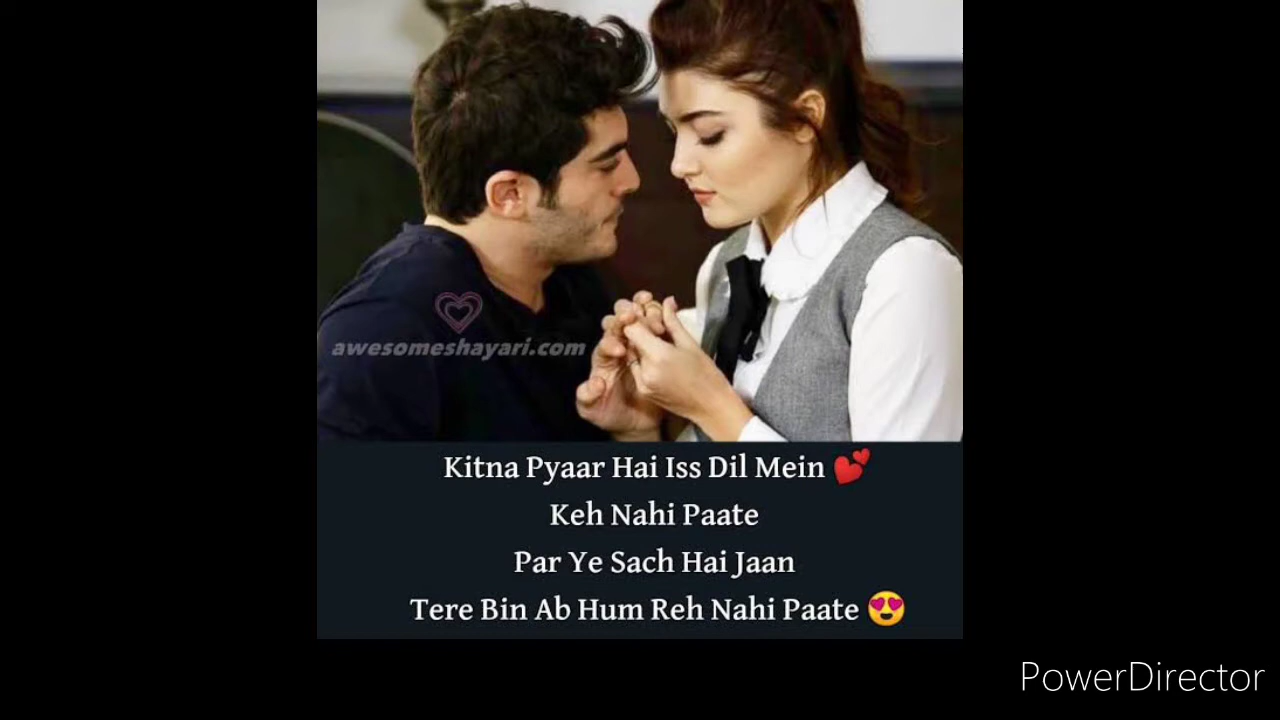 awesomeshayari.com
Kitna Pyaar Hai Iss Dil Mein 💕
Keh Nahi Paate
Par Ye Sach Hai Jaan
Tere Bin Ab Hum Reh Nahi Paate 😍
PowerDirector